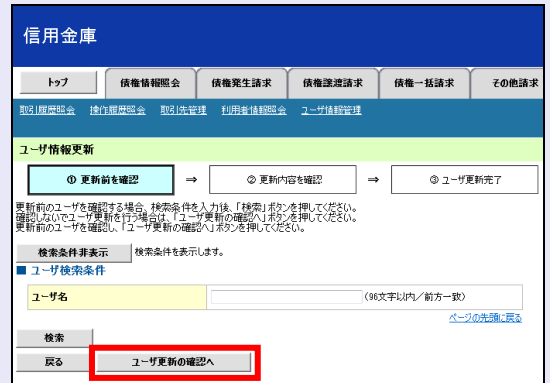 信用金庫
トップ 債権情報照会 債権発生請求 債権譲渡請求 債権一括請求 その他請求
取引履歴照会 操作履歴照会 取引先管理 利用者情報照会 ユーザ情報管理
ユーザ情報更新
① 更新前を確認 ⇒ ② 更新内容を確認 ⇒ ③ ユーザ更新完了
更新前のユーザを確認する場合、検索条件を入力後、「検索」ボタンを押してください。
確認しないでユーザ更新を行う場合は、「ユーザ更新の確認へ」ボタンを押してください。
更新前のユーザを確認し、「ユーザ更新の確認へ」ボタンを押してください。
検索条件非表示 検索条件を表示します。
■ ユーザ検索条件
ユーザ名 (96文字以内／前方一致)
ページの先頭に戻る
検索
戻る ユーザ更新の確認へ